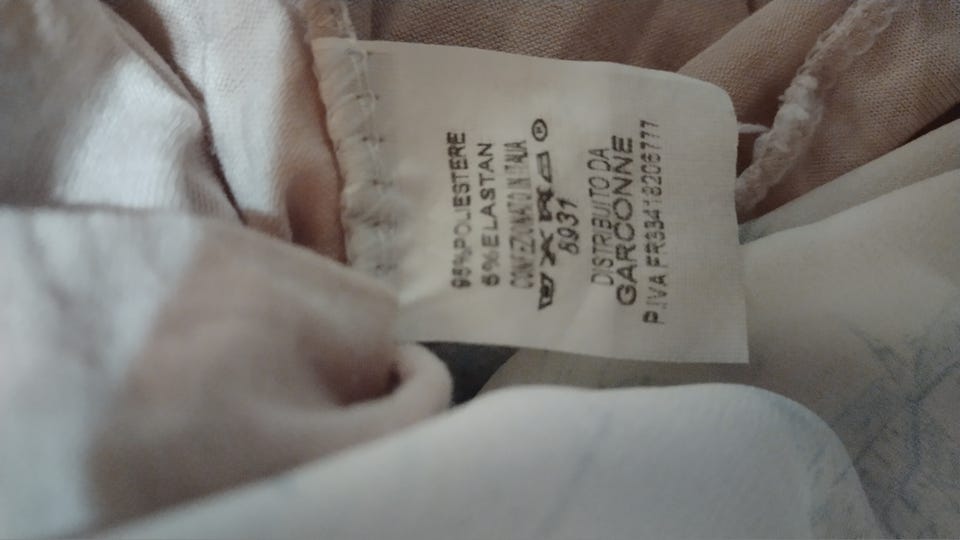 95%POLIESTERE
5%ELASTAN
CONFEZIONATO IN ITALIA
P
8931
DISTRIBUITO DA
GARCONNE
P.IVA FR33418206777